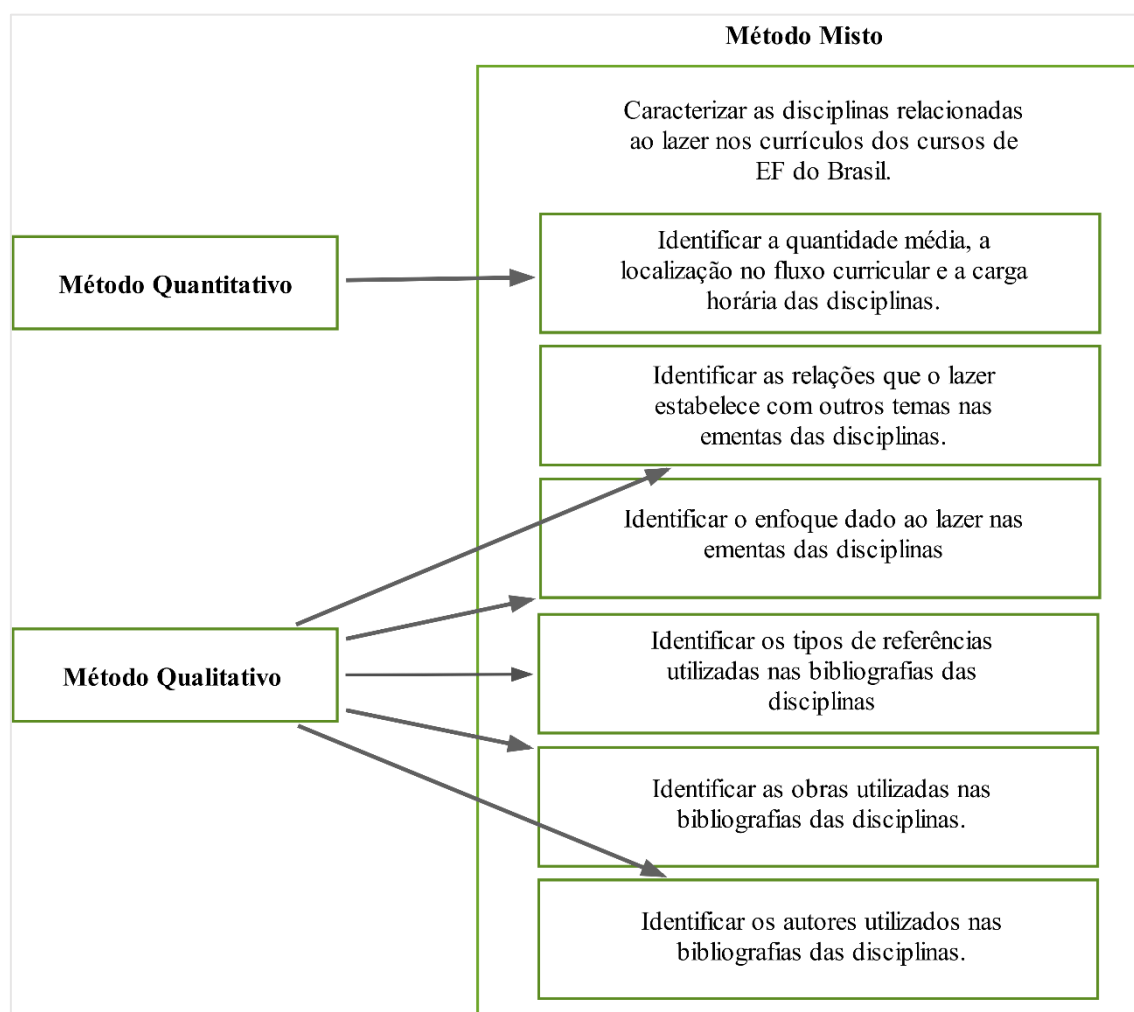 Método Misto
Caracterizar as disciplinas relacionadas
ao lazer nos currículos dos cursos de
EF do Brasil.
Método Quantitativo
Identificar a quantidade média, a
localização no fluxo curricular e a carga
horária das disciplinas.
Identificar as relações que o lazer
estabelece com outros temas nas
ementas das disciplinas.
Identificar o enfoque dado ao lazer nas
ementas das disciplinas
Método Qualitativo
Identificar os tipos de referências
utilizadas nas bibliografias das
disciplinas
Identificar as obras utilizadas nas
bibliografias das disciplinas.
Identificar os autores utilizados nas
bibliografias das disciplinas.